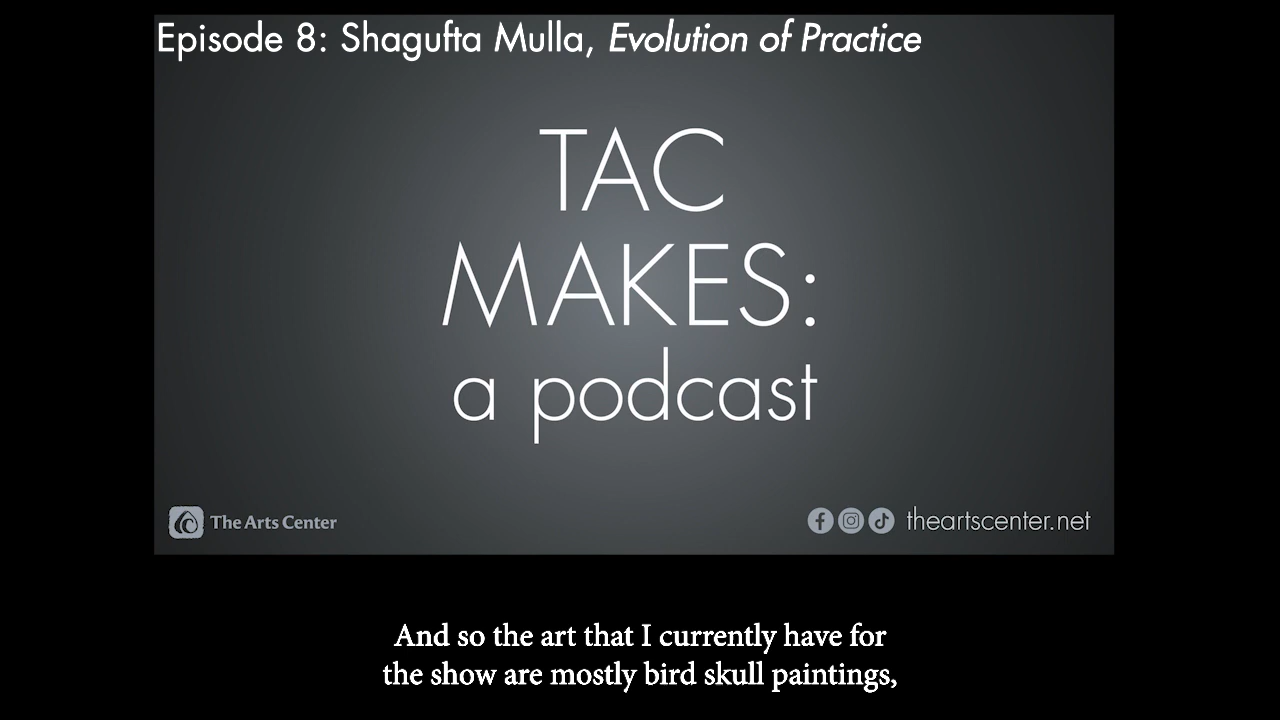 Episode 8: Shagufta Mulla, Evolution of Practice
TAC
MAKES:
a podcast
The Arts Center
theartscenter.net
And so the art that I currently have for
the show are mostly bird skull paintings,